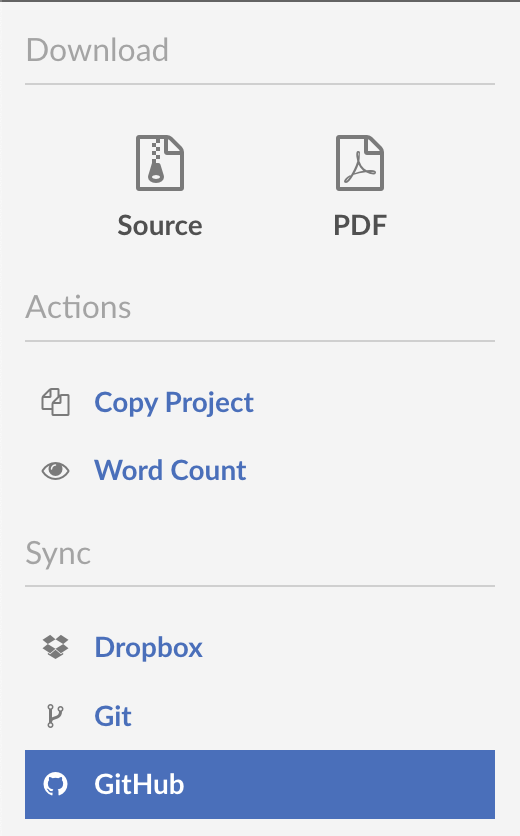 Download
Source
PDF
Actions
Copy Project
Word Count
Sync
Dropbox
Git
GitHub